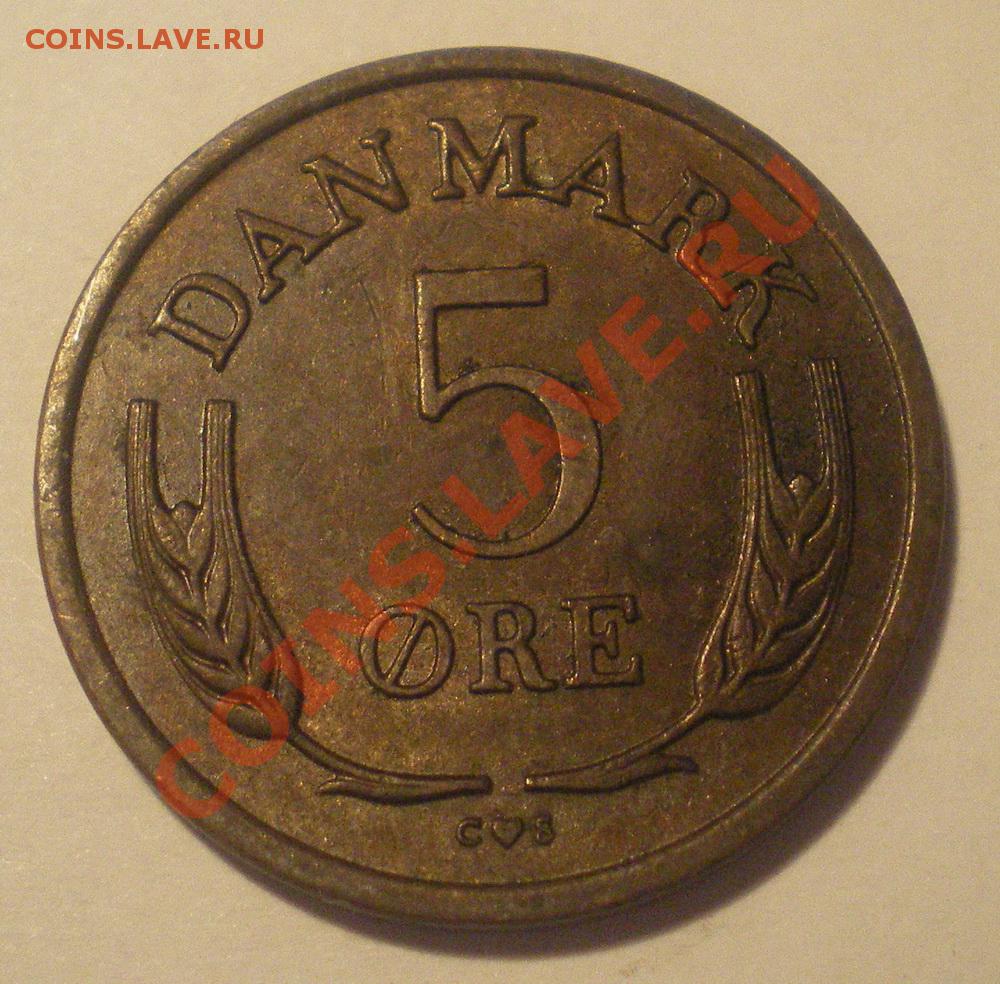 COINS.LAVE.RU
DANMARK
5
ØRE
C♥S
COINS.LAVE.RU